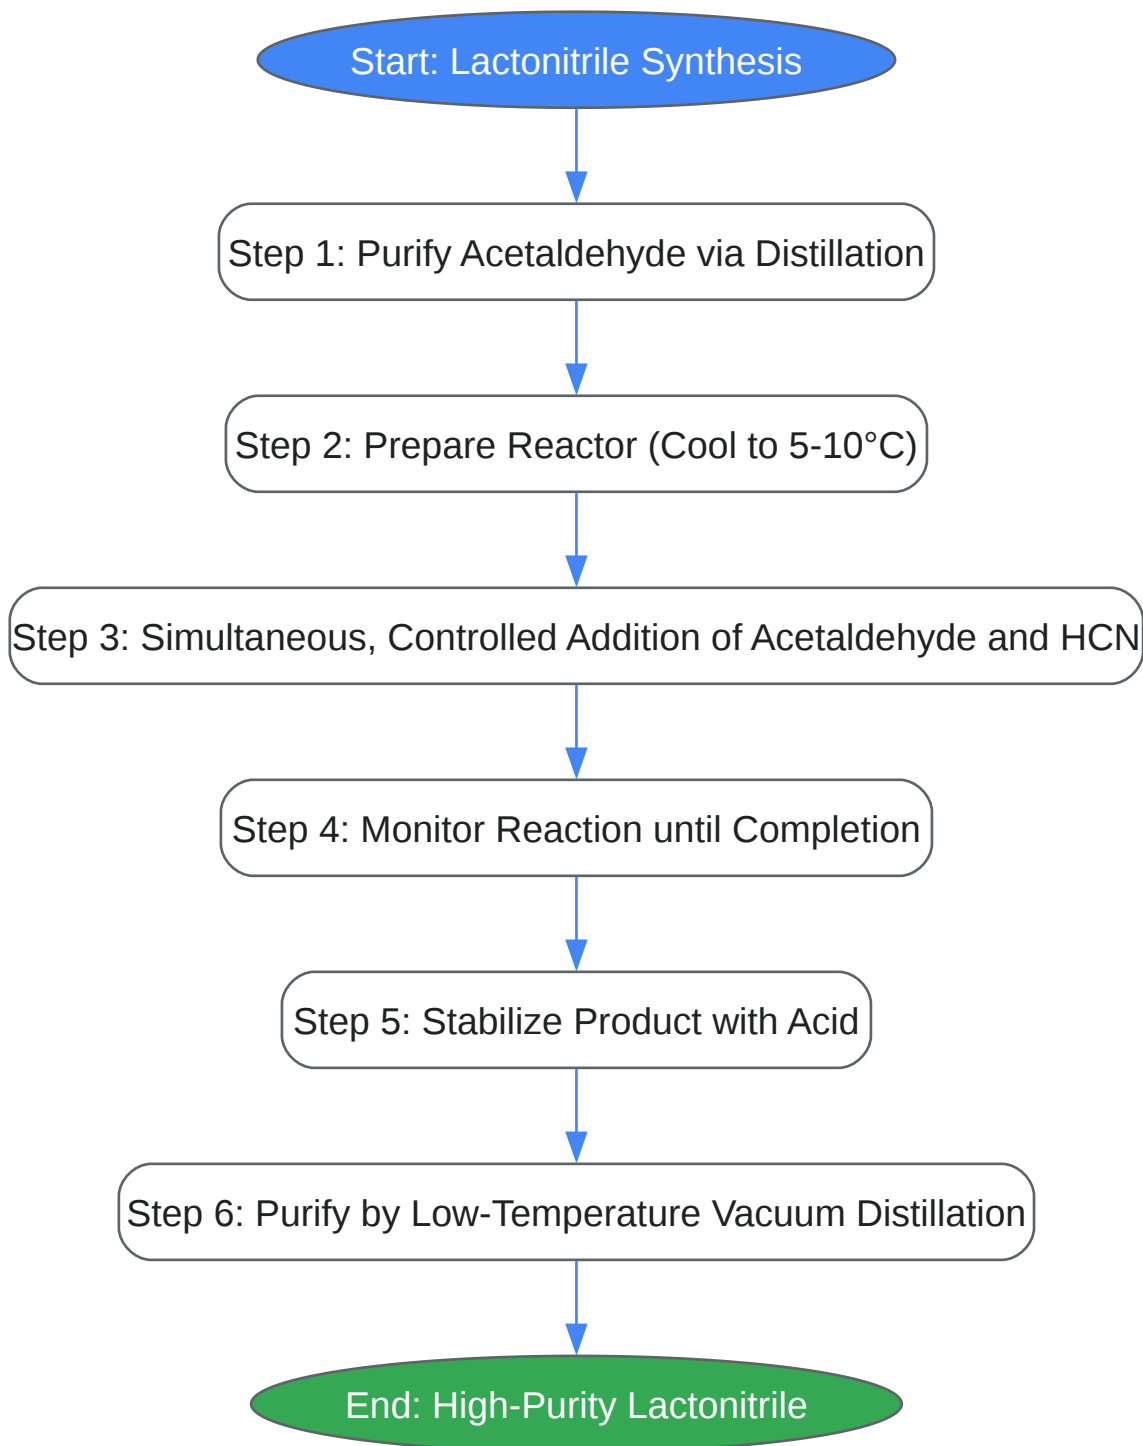 Start: Lactonitrile Synthesis
Step 1: Purify Acetaldehyde via Distillation
Step 2: Prepare Reactor (Cool to 5-10°C)
Step 3: Simultaneous, Controlled Addition of Acetaldehyde and HCN
Step 4: Monitor Reaction until Completion
Step 5: Stabilize Product with Acid
Step 6: Purify by Low-Temperature Vacuum Distillation
End: High-Purity Lactonitrile